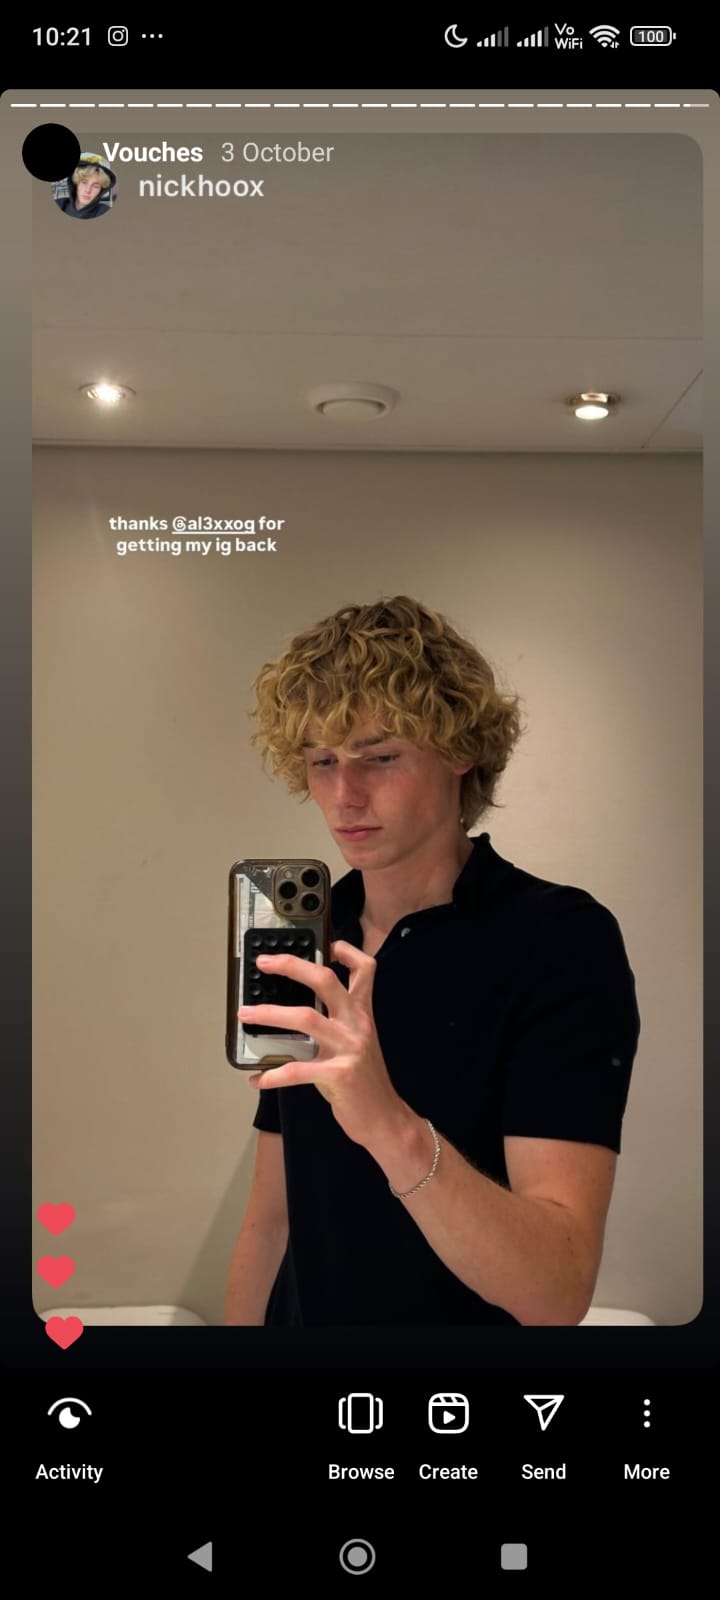 10:21
Vo
WiFi
100
Vouches 3 October
nickhoox
thanks @al3xxog for
getting my ig back
Activity
Browse
Create
Send
More